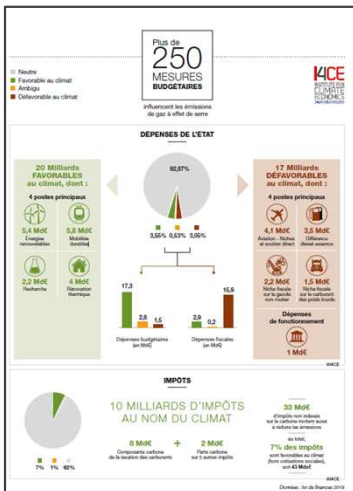 Plus de
250
MESURES
BUDGÉTAIRES
influencent les émissions
de gaz à effet de serre
Neutre
Favorable au climat
Ambigu
Défavorable au climat
I4CE
INSTITUTE FOR
CLIMATE
ECONOMICS
DÉPENSES DE L'ÉTAT
20 Milliards
FAVORABLES
au climat, dont :
4 postes principaux
5,4 Md€
Énergies
renouvelables
5,8 Md€
Mobilités
durables
2,2 Md€
Recherche
4 Md€
Rénovation
thermique
92,87%
3,55% 0,53% 3,05%
17,3
2,8
1,5
Dépenses budgétaires
(en Md€)
2,9
0,2
15,9
Dépenses fiscales
(en Md€)
17 Milliards
DÉFAVORABLES
au climat, dont :
4 postes principaux
4,1 Md€
Aviation - Niches
et soutien direct
3,5 Md€
Différence
diesel-essence
2,2 Md€
Niche fiscale
sur le gazole
non routier
1,5 Md€
Niche fiscale
sur le carburant
des poids lourds
Dépenses
de fonctionnement
1 Md€
@I4CE
IMPÔTS
7% 1% 92%
10 MILLIARDS D'IMPÔTS
AU NOM DU CLIMAT
8 Md€
Composante carbone
de la taxation des carburants
+
2 Md€
Parts carbone
sur 5 autres impôts
33 Md€
d'impôts non indexés
sur le carbone incitent aussi
à réduire les émissions
au total,
7% des impôts
sont favorables au climat
(hors cotisations sociales),
soit 43 Md€
@I4CE
Données : loi de finances 2019